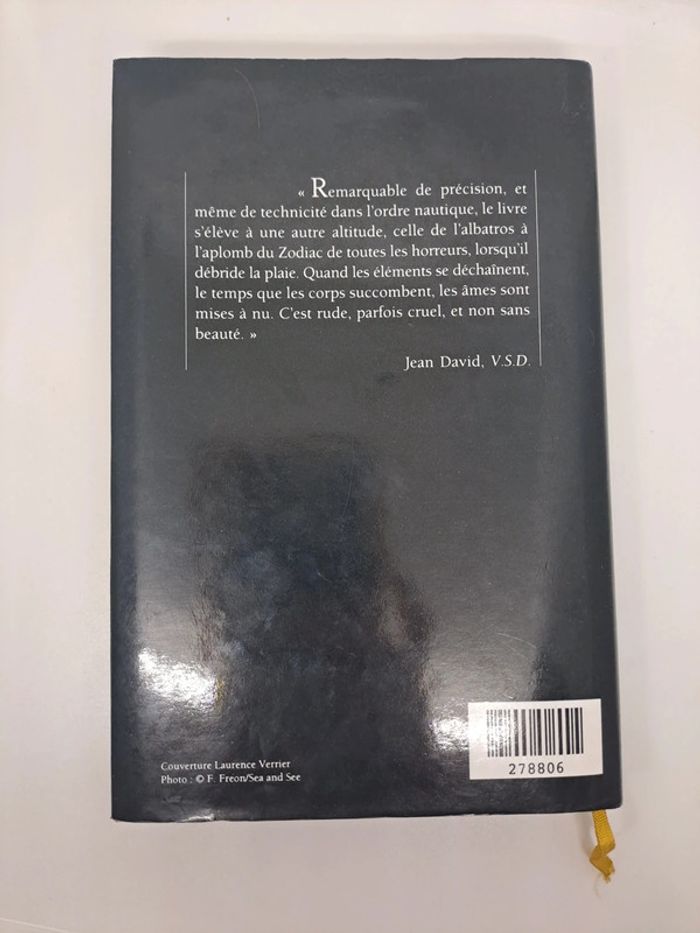 « Remarquable de précision, et
même de technicité dans l'ordre nautique, le livre
s'élève à une autre altitude, celle de l'albatros à
l'aplomb du Zodiac de toutes les horreurs, lorsqu'il
débride la plaie. Quand les éléments se déchaînent,
le temps que les corps succombent, les âmes sont
mises à nu. C'est rude, parfois cruel, et non sans
beauté. »
Jean David, V.S.D.
Couverture Laurence Verrier
Photo : © F. Freon/Sea and See
278806